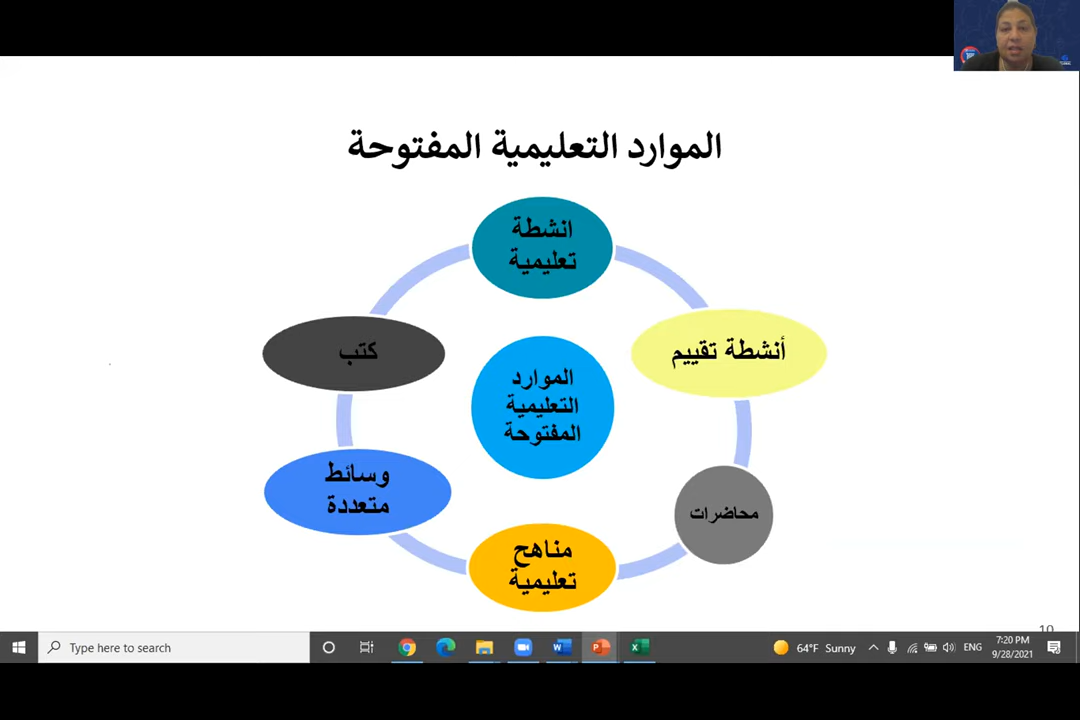 الموارد التعليمية المفتوحة
انشطة
تعليمية
أنشطة تقييم
كتب
الموارد
التعليمية
المفتوحة
وسائط
متعددة
محاضرات
مناهج
تعليمية
10
Type here to search
64°F Sunny
ENG
7:20 PM
9/28/2021